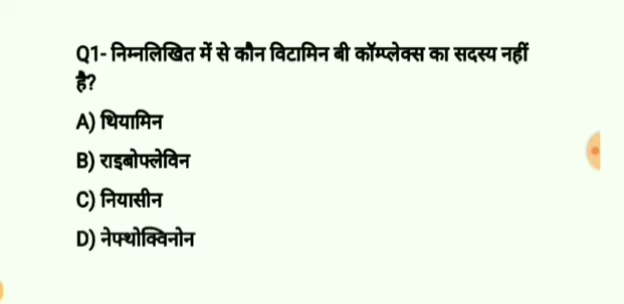 Q1- निम्नलिखित में से कौन विटामिन बी कॉम्प्लेक्स का सदस्य नहीं
है?
A) थियामिन
B) राइबोफ्लेविन
C) नियासीन
D) नेफ्थोक्विनोन